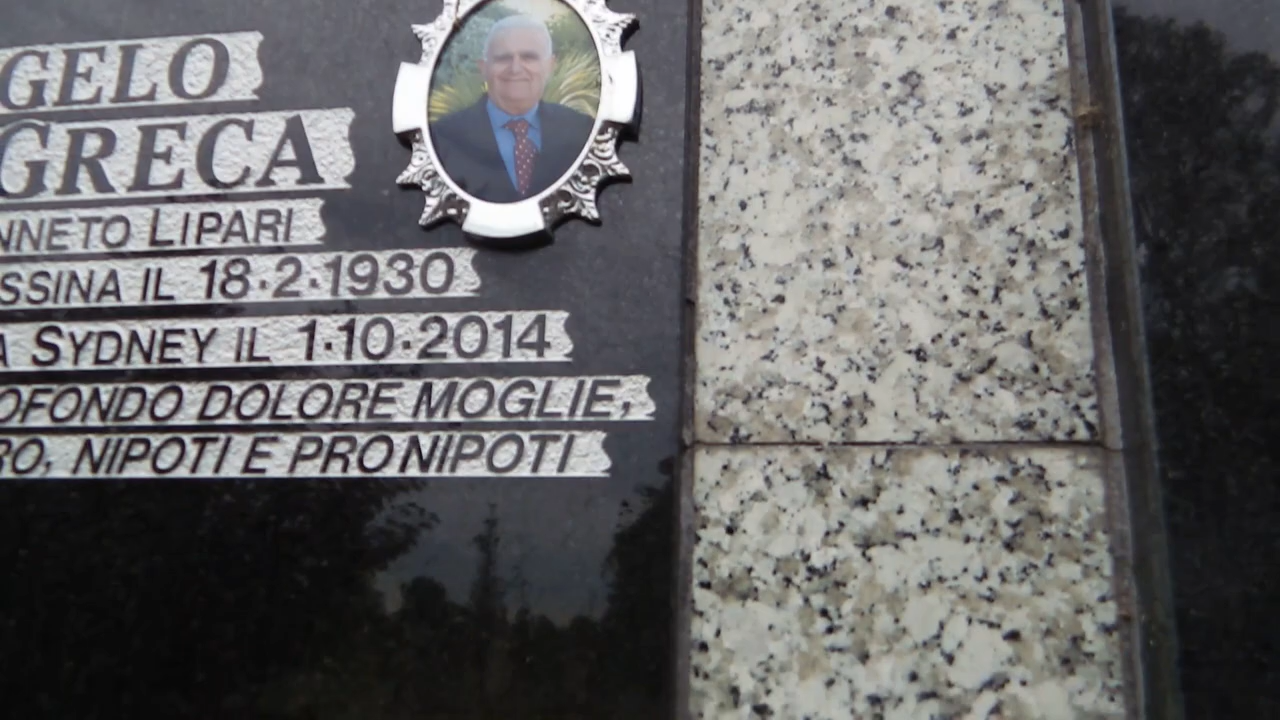 GELO
GRECA
NNETO LIPARI
SSINA IL 18·2·1930
A SYDNEY IL 1·10·2014
OFONDO DOLORE MOGLIE,
RO, NIPOTI E PRONIPOTI